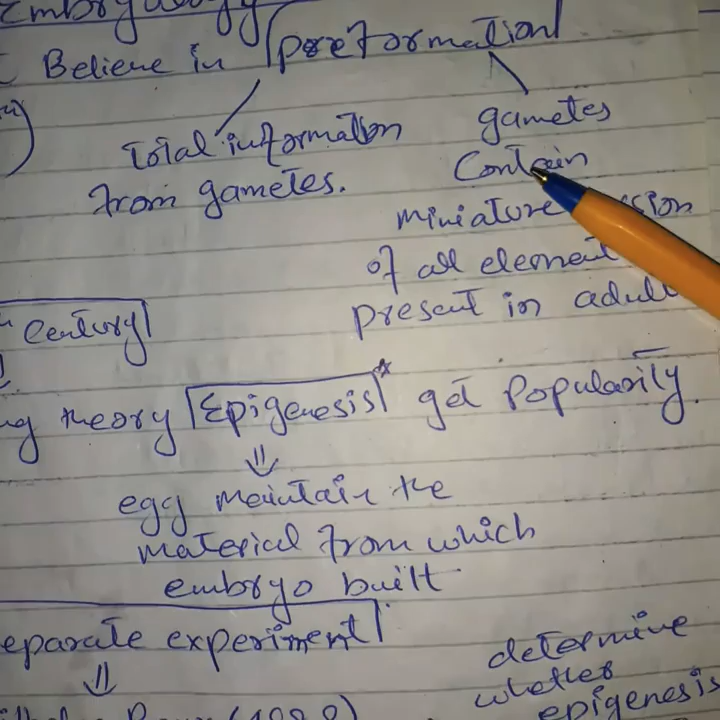 Embryology
Believe in preformation
Total information
from gametes.
gametes
Contain
miniature
of all element
present in adult
Century
theory Epigenesis* get Popularity.
⇓
egg maintain the
material from which
embryo built
eparate experiment
⇓
determine
whether
epigenesis